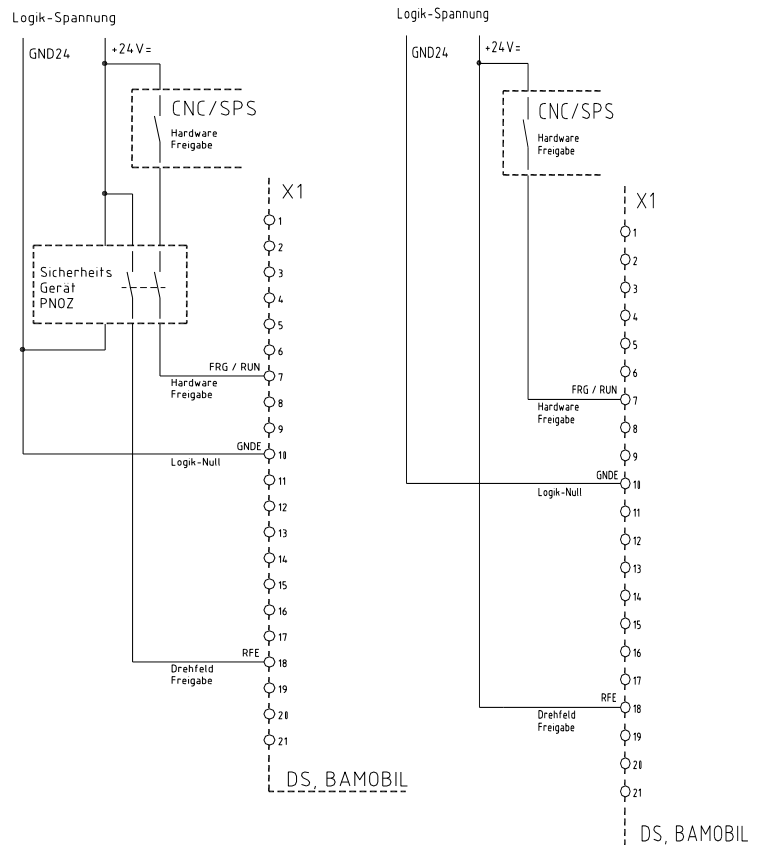 Logik-Spannung
GND24
+24V=
CNC/SPS
Hardware
Freigabe
X1
1
2
3
4
5
6
7
8
9
10
11
12
13
14
15
16
17
18
19
20
21
Sicherheits
Gerät
PNOZ
FRG / RUN
Hardware
Freigabe
GNDE
Logik-Null
RFE
Drehfeld
Freigabe
DS, BAMOBIL
Logik-Spannung
GND24
+24V=
CNC/SPS
Hardware
Freigabe
X1
1
2
3
4
5
6
7
8
9
10
11
12
13
14
15
16
17
18
19
20
21
FRG / RUN
Hardware
Freigabe
GNDE
Logik-Null
RFE
Drehfeld
Freigabe
DS, BAMOBIL